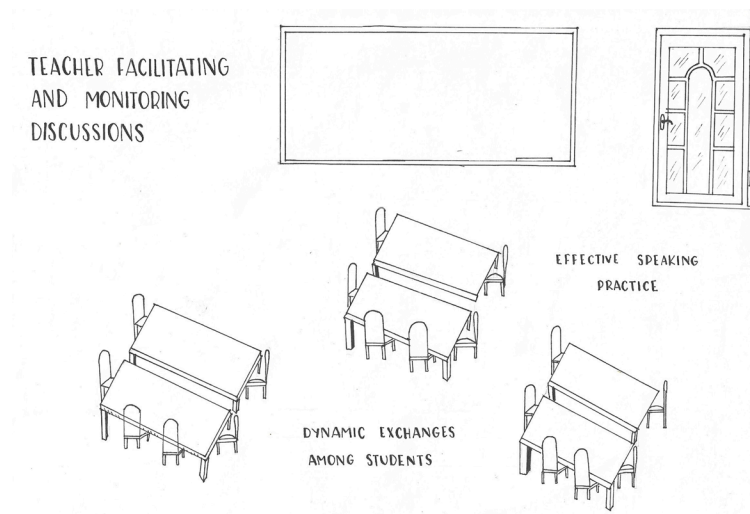 TEACHER FACILITATING
AND MONITORING
DISCUSSIONS
EFFECTIVE SPEAKING
PRACTICE
DYNAMIC EXCHANGES
AMONG STUDENTS